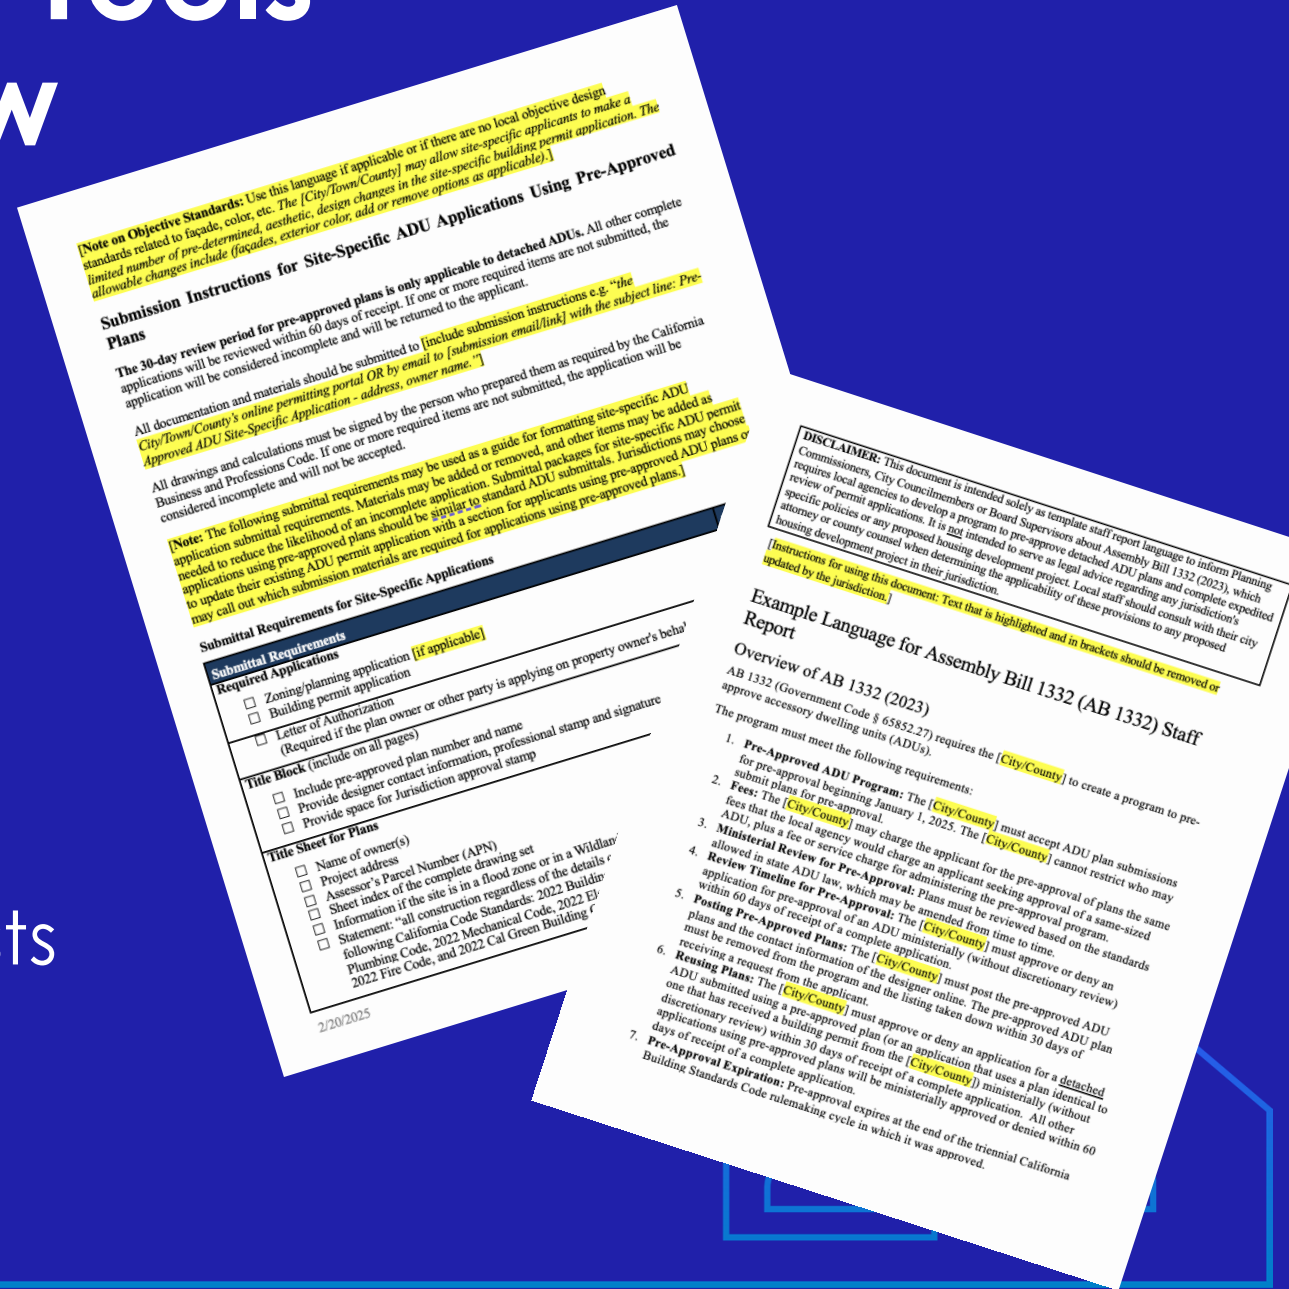 Tools
w
ts
[Note on Objective Standards: Use this language if applicable or if there are no local objective design
standards related to façade, color, etc. The [City/Town/County] may allow site-specific applicants to make a
limited number of pre-determined, aesthetic, design changes in the site-specific building permit application. The
allowable changes include (façades, exterior color, add or remove options as applicable).]
Submission Instructions for Site-Specific ADU Applications Using Pre-Approved
Plans
The 30-day review period for pre-approved plans is only applicable to detached ADUs. All other complete
applications will be reviewed within 60 days of receipt. If one or more required items are not submitted, the
application will be considered incomplete and will be returned to the applicant.
All documentation and materials should be submitted to [include submission instructions e.g. “the
City/Town/County’s online permitting portal OR by email to [submission email/link] with the subject line: Pre-
Approved ADU Site-Specific Application - address, owner name.”]
All drawings and calculations must be signed by the person who prepared them as required by the California
Business and Professions Code. If one or more required items are not submitted, the application will be
considered incomplete and will not be accepted.
[Note: The following submittal requirements may be used as a guide for formatting site-specific ADU
application submittal requirements. Materials may be added or removed, and other items may be added as
needed to reduce the likelihood of an incomplete application. Submittal packages for site-specific ADU permit
applications using pre-approved plans should be similar to standard ADU submittals. Jurisdictions may choose
to update their existing ADU permit application with a section for applicants using pre-approved ADU plans o
may call out which submission materials are required for applications using pre-approved plans.]
Submittal Requirements for Site-Specific Applications
Submittal Requirements
Required Applications
☐ Zoning/planning application [if applicable]
☐ Building permit application
☐ Letter of Authorization
(Required if the plan owner or other party is applying on property owner's beha
Title Block (include on all pages)
☐ Include pre-approved plan number and name
☐ Provide designer contact information, professional stamp and signature
☐ Provide space for Jurisdiction approval stamp
Title Sheet for Plans
☐ Name of owner(s)
☐ Project address
☐ Assessor’s Parcel Number (APN)
☐ Sheet index of the complete drawing set
☐ Information if the site is in a flood zone or in a Wildlan
☐ Statement: “all construction regardless of the details
following California Code Standards: 2022 Buildin
Plumbing Code, 2022 Mechanical Code, 2022 El
2022 Fire Code, and 2022 Cal Green Building
2/20/2025
DISCLAIMER: This document is intended solely as template staff report language to inform Planning
Commissioners, City Councilmembers or Board Supervisors about Assembly Bill 1332 (2023), which
requires local agencies to develop a program to pre-approve detached ADU plans and complete expedited
review of permit applications. It is not intended to serve as legal advice regarding any jurisdiction’s
specific policies or any proposed housing development project. Local staff should consult with their city
attorney or county counsel when determining the applicability of these provisions to any proposed
housing development project in their jurisdiction.
[Instructions for using this document: Text that is highlighted and in brackets should be removed or
updated by the jurisdiction.]
Example Language for Assembly Bill 1332 (AB 1332) Staff
Report
Overview of AB 1332 (2023)
AB 1332 (Government Code § 65852.27) requires the [City/County] to create a program to pre-
approve accessory dwelling units (ADUs).
The program must meet the following requirements:
1. Pre-Approved ADU Program: The [City/County] must accept ADU plan submissions
for pre-approval beginning January 1, 2025. The [City/County] cannot restrict who may
submit plans for pre-approval.
2. Fees: The [City/County] may charge the applicant for the pre-approval of plans the same
fees that the local agency would charge an applicant seeking approval of a same-sized
ADU, plus a fee or service charge for administering the pre-approval program.
3. Ministerial Review for Pre-Approval: Plans must be reviewed based on the standards
allowed in state ADU law, which may be amended from time to time.
4. Review Timeline for Pre-Approval: The [City/County] must approve or deny an
application for pre-approval of an ADU ministerially (without discretionary review)
within 60 days of receipt of a complete application.
5. Posting Pre-Approved Plans: The [City/County] must post the pre-approved ADU
plans and the contact information of the designer online. The pre-approved ADU plan
must be removed from the program and the listing taken down within 30 days of
receiving a request from the applicant.
6. Reusing Plans: The [City/County] must approve or deny an application for a detached
ADU submitted using a pre-approved plan (or an application that uses a plan identical to
one that has received a building permit from the [City/County]) ministerially (without
discretionary review) within 30 days of receipt of a complete application. All other
applications using pre-approved plans will be ministerially approved or denied within 60
days of receipt of a complete application.
7. Pre-Approval Expiration: Pre-approval expires at the end of the triennial California
Building Standards Code rulemaking cycle in which it was approved.